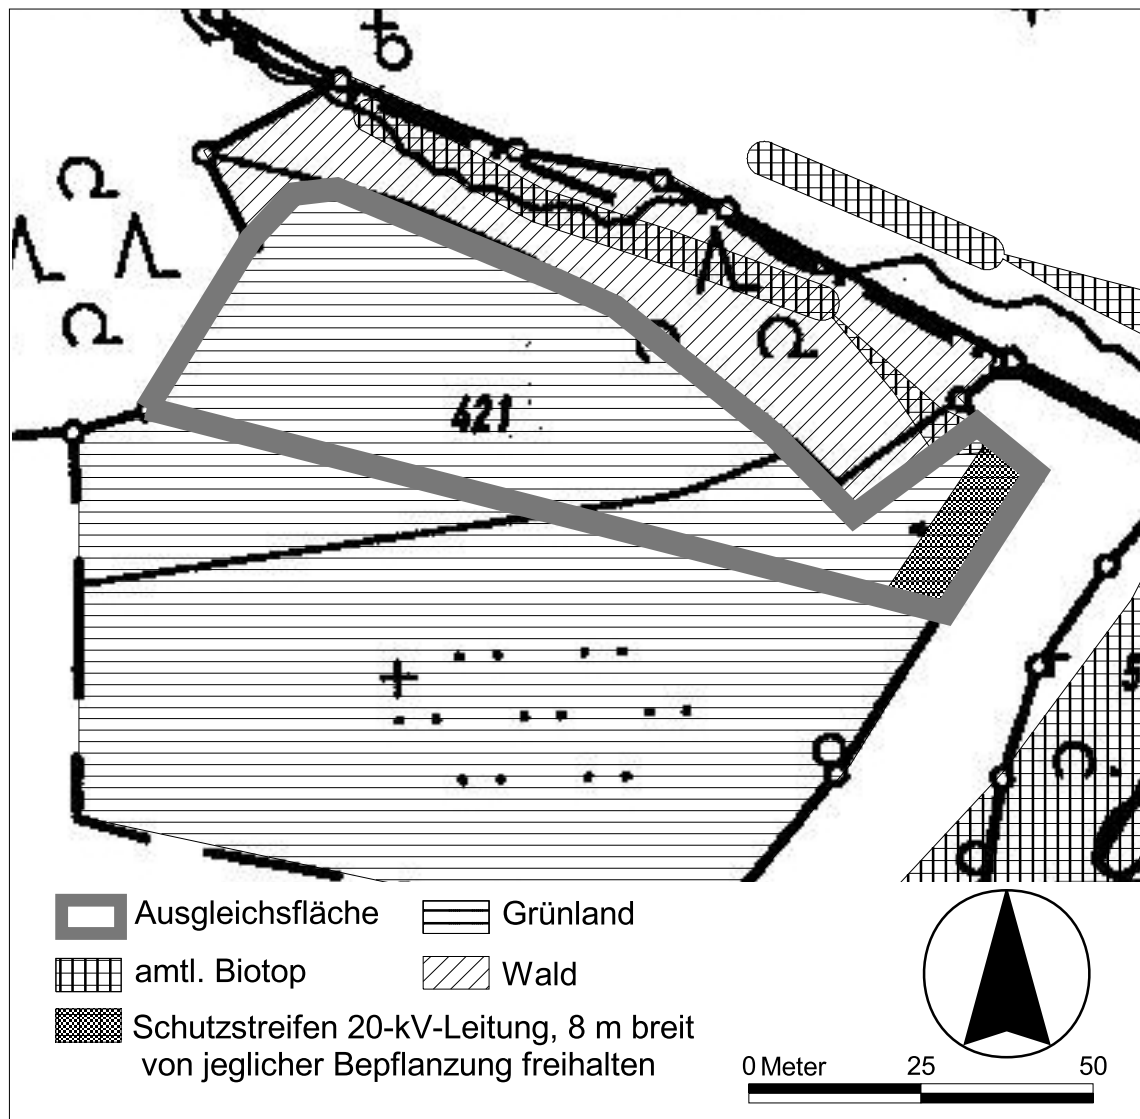 421
Ausgleichsfläche
Grünland
amtl. Biotop
Wald
Schutzstreifen 20-kV-Leitung, 8 m breit
von jeglicher Bepflanzung freihalten
0 Meter 25 50